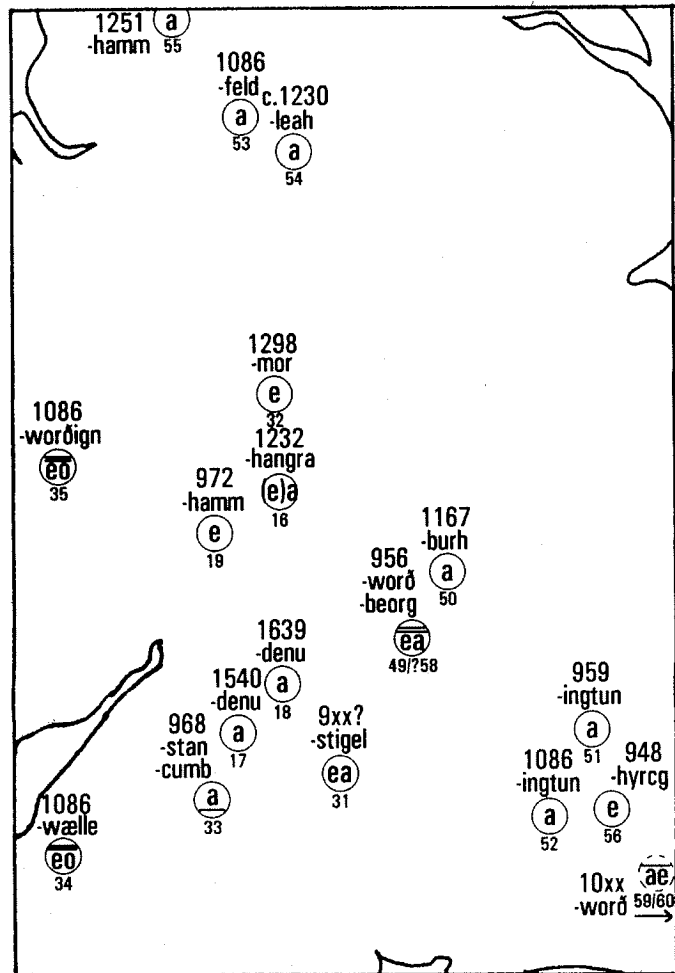 1251
-hamm
a
55
1086
-feld
a
53
c.1230
-leah
a
54
1298
-mor
e
32
1086
-worðign
eo
35
1232
-hangra
(e)a
16
972
-hamm
e
19
1167
-burh
a
50
956
-worð
-beorg
ea
49/?58
1639
-denu
a
18
1540
-denu
a
17
968
-stan
-cumb
a
33
9xx?
-stigel
ea
31
959
-ingtun
a
51
1086
-ingtun
a
52
948
-hyrcg
e
56
1086
-wælle
eo
34
10xx
-worð
ae
59/60